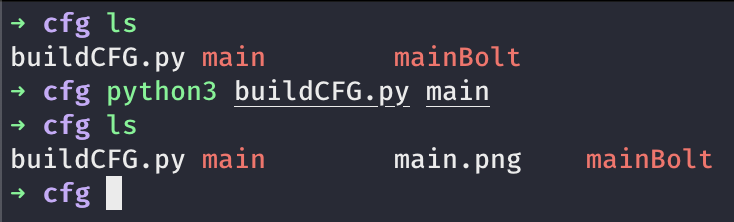 → cfg ls
buildCFG.py main mainBolt
→ cfg python3 buildCFG.py main
→ cfg ls
buildCFG.py main main.png mainBolt
→ cfg